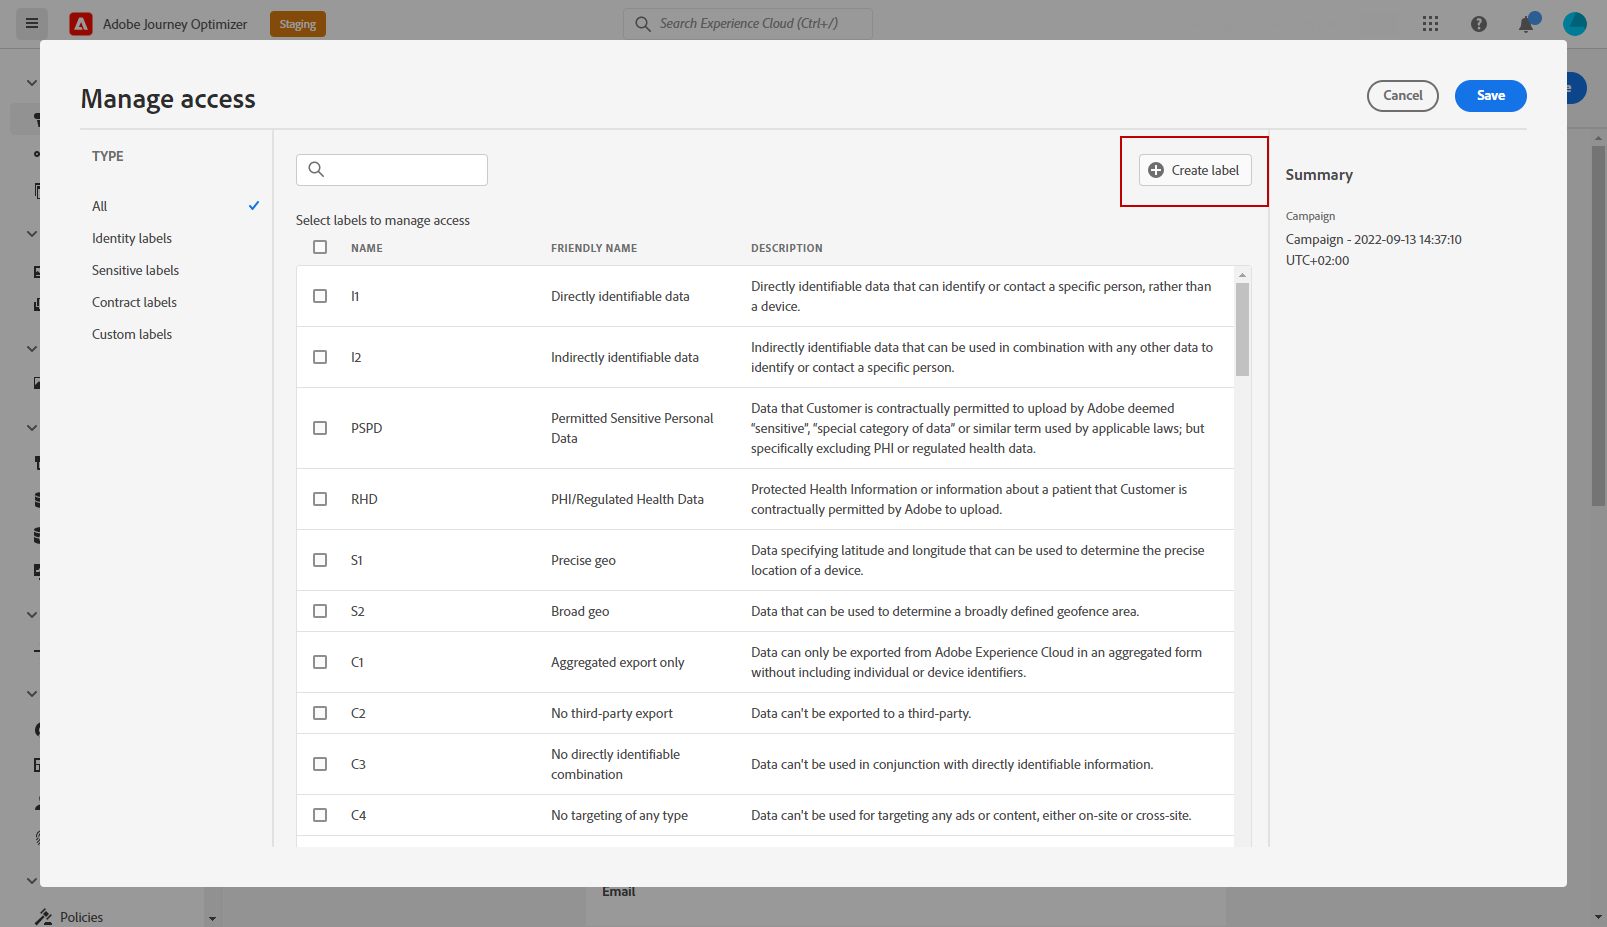 Adobe Journey Optimizer
Staging
Search Experience Cloud (Ctrl+/)
Manage access
Cancel
Save
TYPE
All
Identity labels
Sensitive labels
Contract labels
Custom labels
Create label
Select labels to manage access
NAME FRIENDLY NAME DESCRIPTION
I1
Directly identifiable data
Directly identifiable data that can identify or contact a specific person, rather than
a device.
I2
Indirectly identifiable data
Indirectly identifiable data that can be used in combination with any other data to
identify or contact a specific person.
PSPD
Permitted Sensitive Personal
Data
Data that Customer is contractually permitted to upload by Adobe deemed
“sensitive”, “special category of data” or similar term used by applicable laws; but
specifically excluding PHI or regulated health data.
RHD
PHI/Regulated Health Data
Protected Health Information or information about a patient that Customer is
contractually permitted by Adobe to upload.
S1
Precise geo
Data specifying latitude and longitude that can be used to determine the precise
location of a device.
S2
Broad geo
Data that can be used to determine a broadly defined geofence area.
C1
Aggregated export only
Data can only be exported from Adobe Experience Cloud in an aggregated form
without including individual or device identifiers.
C2
No third-party export
Data can't be exported to a third-party.
C3
No directly identifiable
combination
Data can't be used in conjunction with directly identifiable information.
C4
No targeting of any type
Data can't be used for targeting any ads or content, either on-site or cross-site.
Summary
Campaign
Campaign - 2022-09-13 14:37:10
UTC+02:00
Email
Policies